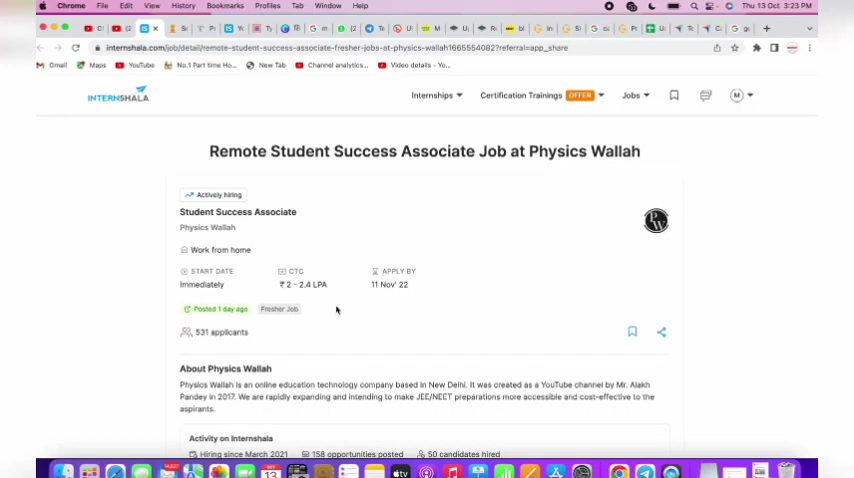 Chrome File Edit View History Bookmarks Profiles Tab Window Help Thu 13 Oct 3:23 PM
internshala.com/job/detail/remote-student-success-associate-fresher-jobs-at-physics-wallah1665554082?referral=app_share
Gmail Maps YouTube No.1 Part time Ho... New Tab Channel analytics... Video details - Yo...
INTERNSHALA Internships Certification Trainings OFFER Jobs M
Remote Student Success Associate Job at Physics Wallah
Actively hiring
Student Success Associate
Physics Wallah
PW
Work from home
START DATE CTC APPLY BY
Immediately ₹ 2 - 2.4 LPA 11 Nov' 22
Posted 1 day ago Fresher Job
531 applicants
About Physics Wallah
Physics Wallah is an online education technology company based in New Delhi. It was created as a YouTube channel by Mr. Alakh
Pandey in 2017. We are rapidly expanding and intending to make JEE/NEET preparations more accessible and cost-effective to the
aspirants.
Activity on Internshala
Hiring since March 2021 158 opportunities posted 50 candidates hired